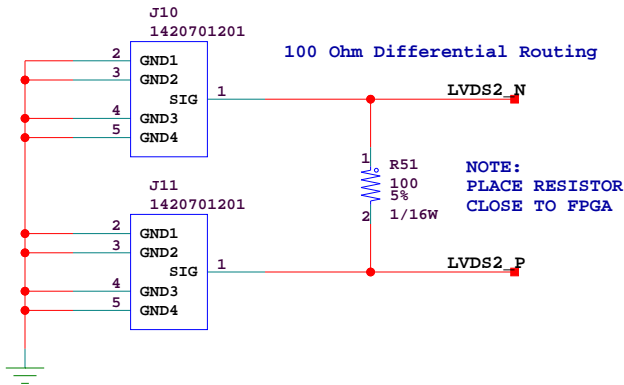 J10
1420701201
100 Ohm Differential Routing
2 GND1
3 GND2
SIG 1
LVDS2_N
4 GND3
5 GND4
1
R51
100
5%
1/16W
2
NOTE:
PLACE RESISTOR
CLOSE TO FPGA
J11
1420701201
2 GND1
3 GND2
SIG 1
LVDS2_P
4 GND3
5 GND4